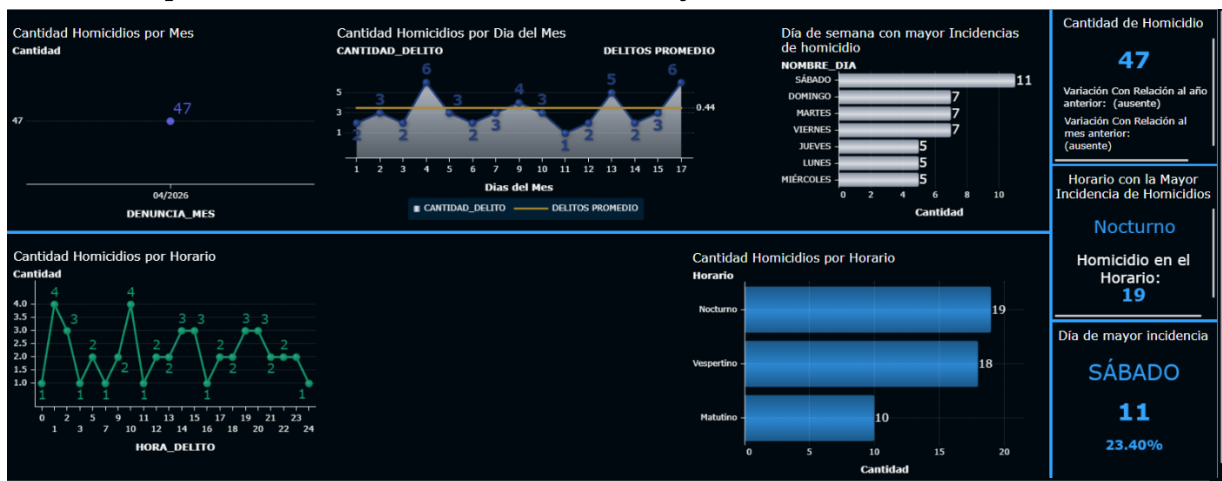 Cantidad Homicidios por Mes
Cantidad
47
47
04/2026
DENUNCIA_MES
Cantidad Homicidios por Dia del Mes
CANTIDAD_DELITO DELITOS PROMEDIO
5
3
1
2 3 2 6 3 2 3 4 3 1 2 5 2 3 6
0.44
1 2 3 4 5 6 7 9 10 11 12 13 14 15 17
Dias del Mes
CANTIDAD_DELITO DELITOS PROMEDIO
Día de semana con mayor Incidencias
de homicidio
NOMBRE_DIA
SÁBADO 11
DOMINGO 7
MARTES 7
VIERNES 7
JUEVES 5
LUNES 5
MIÉRCOLES 5
0 2 4 6 8 10
Cantidad
Cantidad de Homicidio
47
Variación Con Relación al año
anterior: (ausente)
Variación Con Relación al
mes anterior:
(ausente)
Horario con la Mayor
Incidencia de Homicidios
Nocturno
Homicidio en el
Horario:
19
Día de mayor incidencia
SÁBADO
11
23.40%
Cantidad Homicidios por Horario
Cantidad
4.0
3.5
3.0
2.5
2.0
1.5
1.0
1 4 3 1 2 1 2 4 1 2 2 3 3 1 2 2 3 3 2 2 2 1
0 2 5 9 11 13 15 17 19 21 23
1 3 7 10 12 14 16 18 20 22 24
HORA_DELITO
Cantidad Homicidios por Horario
Horario
Nocturno 19
Vespertino 18
Matutino 10
0 5 10 15 20
Cantidad